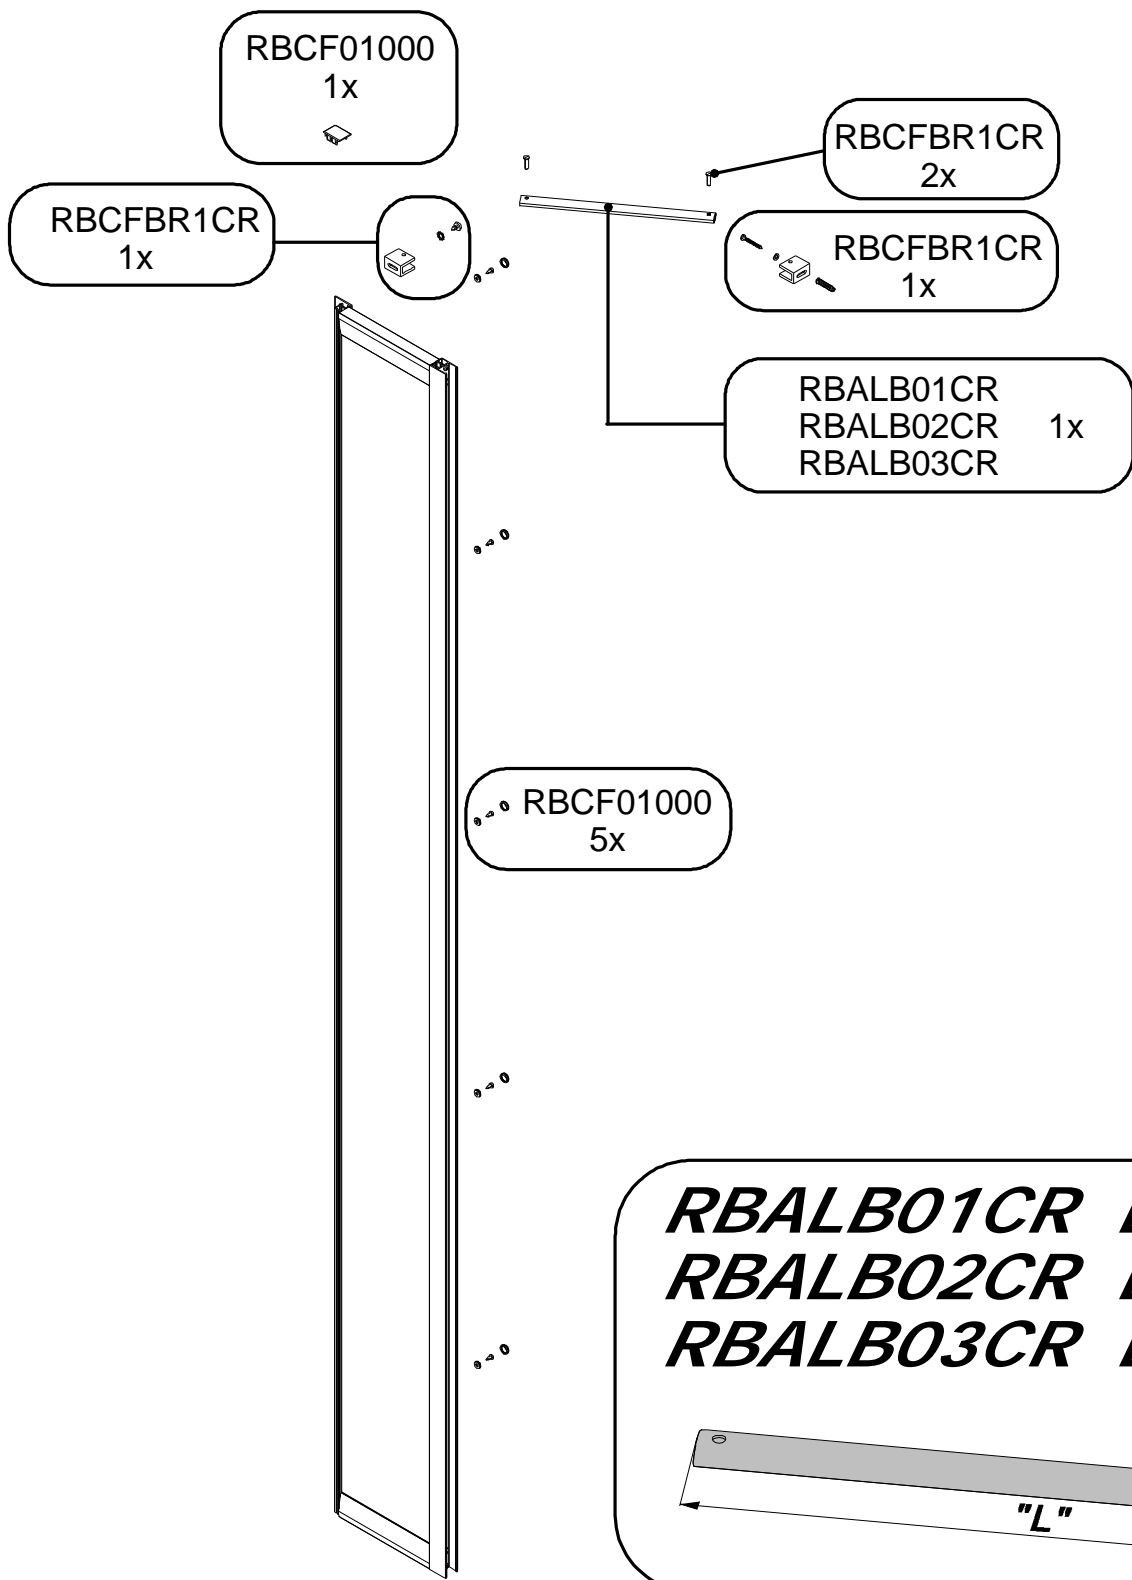 RBCF01000
1x
RBCFBR1CR
2x
RBCFBR1CR
1x
RBCFBR1CR
1x
RBALB01CR
RBALB02CR 1x
RBALB03CR
RBCF01000
5x
RBALB01CR
RBALB02CR
RBALB03CR
"L"